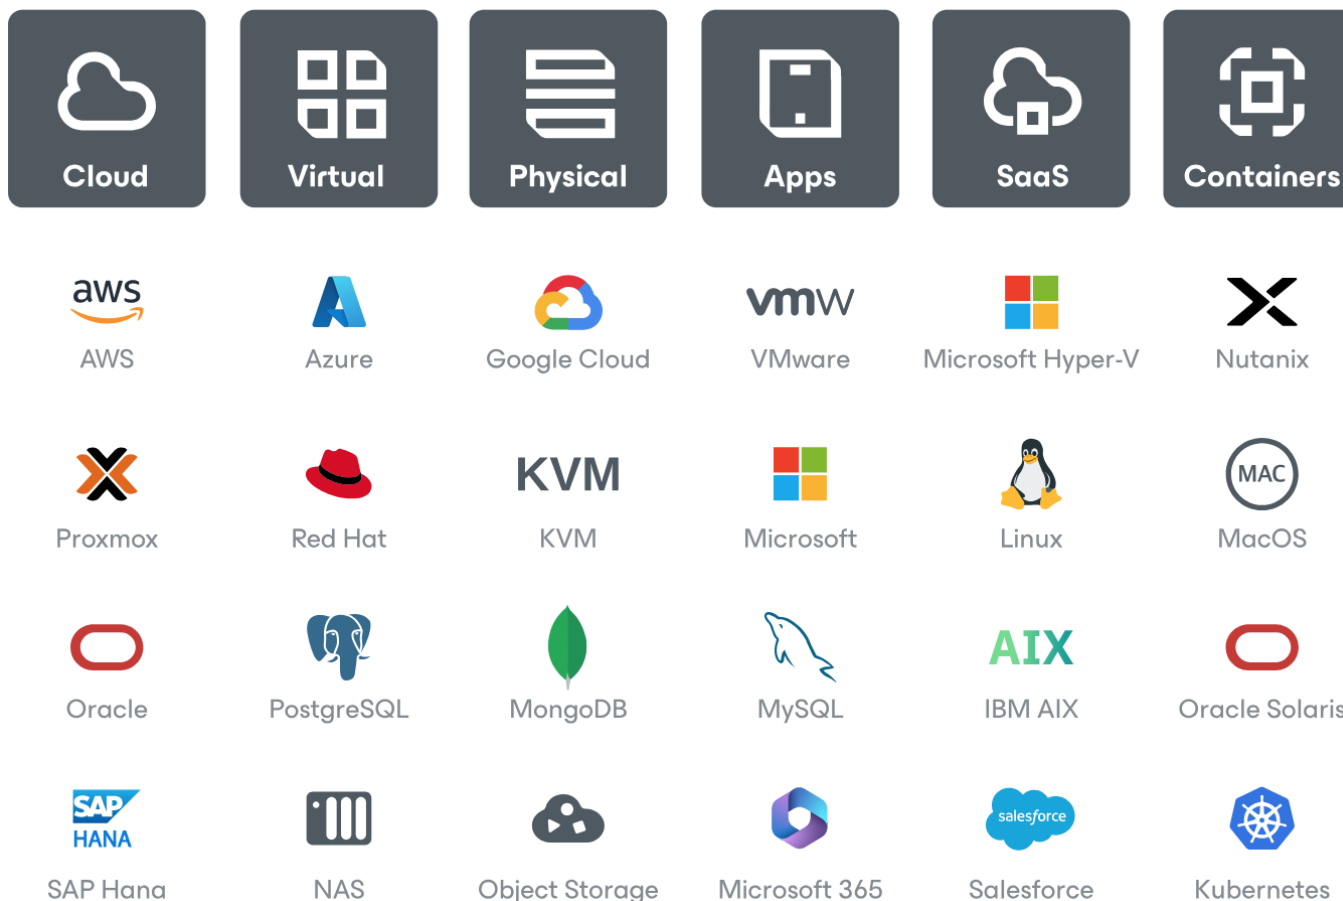 Cloud
Virtual
Physical
Apps
SaaS
Containers
aws
AWS
Azure
Google Cloud
vmw
VMware
Microsoft Hyper-V
Nutanix
Proxmox
Red Hat
KVM
KVM
Microsoft
Linux
MAC
MacOS
Oracle
PostgreSQL
MongoDB
MySQL
AIX
IBM AIX
Oracle Solaris
SAP
HANA
SAP Hana
NAS
Object Storage
Microsoft 365
salesforce
Salesforce
Kubernetes